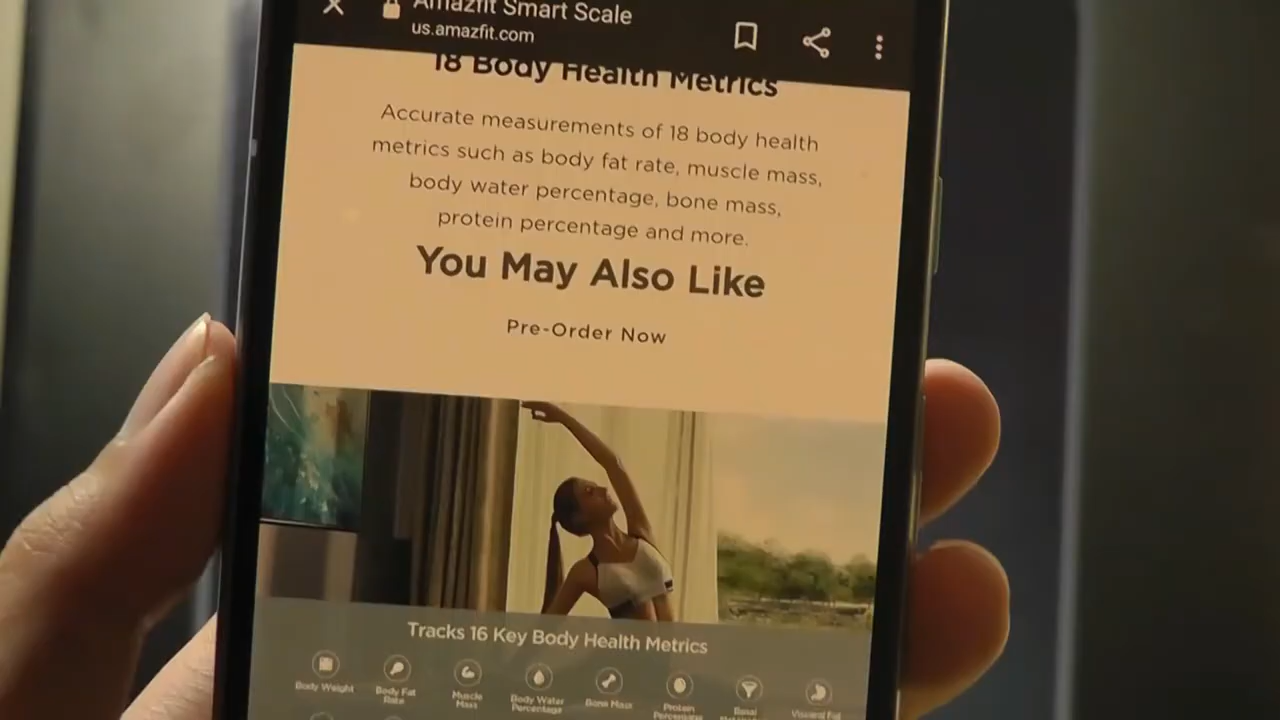 Amazfit Smart Scale
us.amazfit.com
18 Body Health Metrics
Accurate measurements of 18 body health
metrics such as body fat rate, muscle mass,
body water percentage, bone mass,
protein percentage and more.
You May Also Like
Pre-Order Now
Tracks 16 Key Body Health Metrics
Body Weight
Body Fat
Rate
Muscle
Mass
Body Water
Percentage
Bone Mass
Protein
Percentage
Basal
Visceral Fat